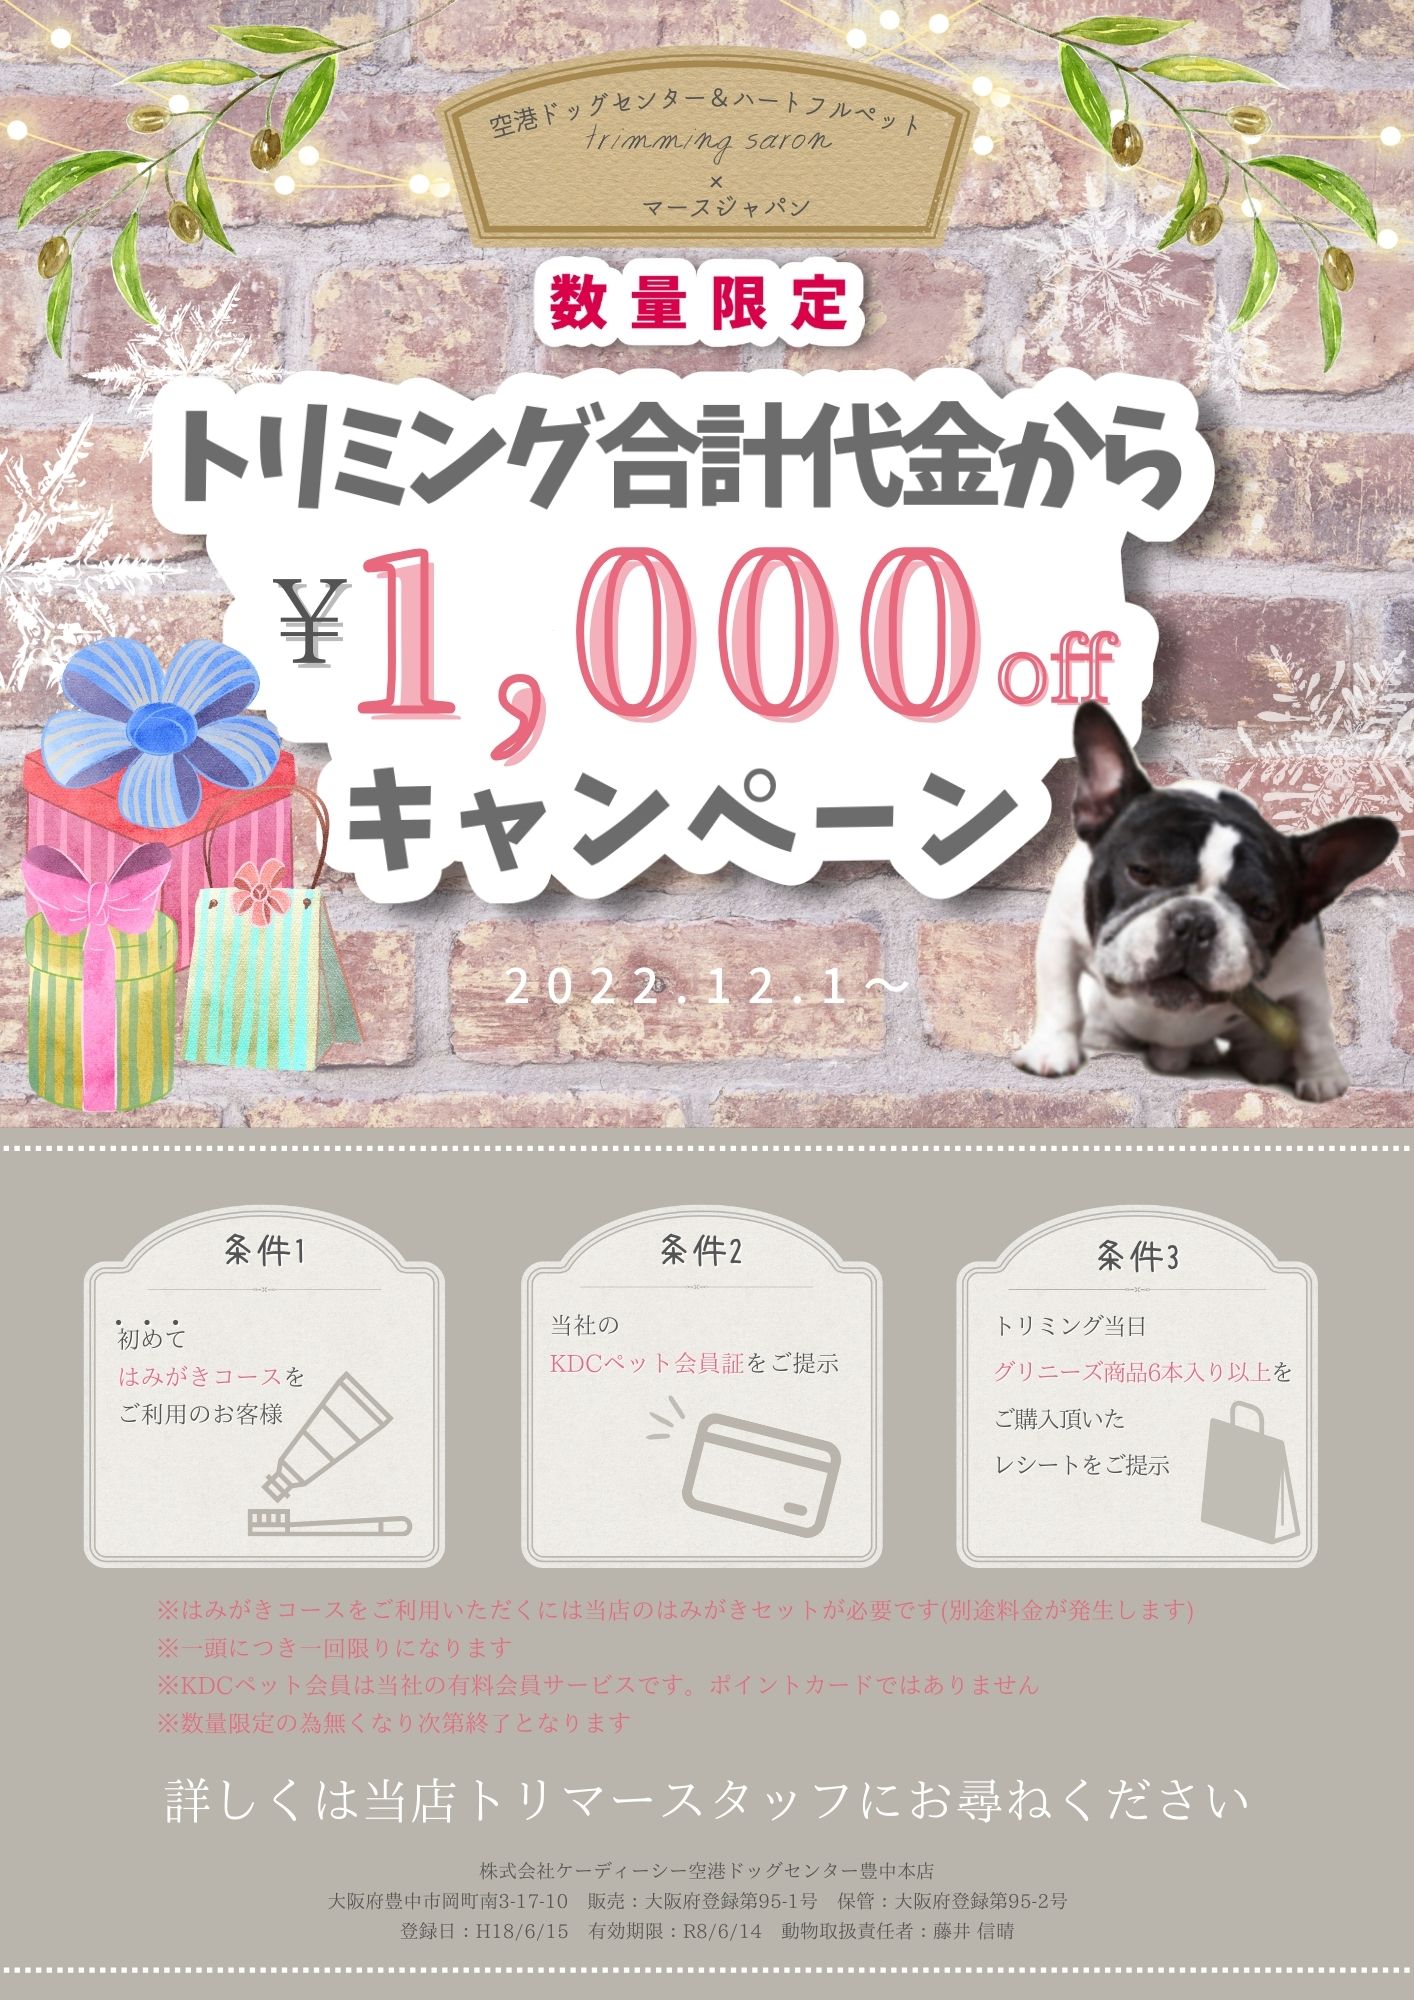 空港ドッグセンター＆ハートフルペット
trimming saron
×
マースジャパン
数量限定
トリミング合計代金から
¥1,000off
キャンペーン
2022.12.1～
条件1
初めて
はみがきコースを
ご利用のお客様
条件2
当社の
KDCペット会員証をご提示
条件3
トリミング当日
グリニーズ商品6本入り以上を
ご購入頂いた
レシートをご提示
※はみがきコースをご利用いただくには当店のはみがきセットが必要です(別途料金が発生します)
※一頭につき一回限りになります
※KDCペット会員は当社の有料会員サービスです。ポイントカードではありません
※数量限定の為無くなり次第終了となります
詳しくは当店トリマースタッフにお尋ねください
株式会社ケーディーシー空港ドッグセンター豊中本店
大阪府豊中市岡町南3-17-10　販売：大阪府登録第95-1号　保管：大阪府登録第95-2号
登録日：H18/6/15　有効期限：R8/6/14　動物取扱責任者：藤井 信晴